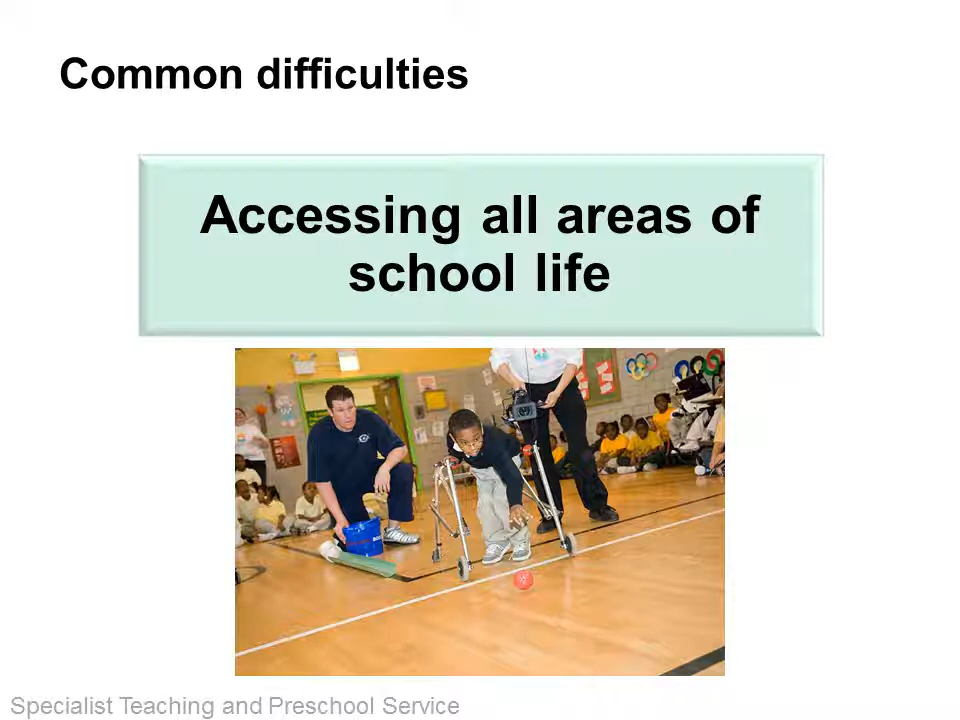 Common difficulties
Accessing all areas of
school life
Specialist Teaching and Preschool Service